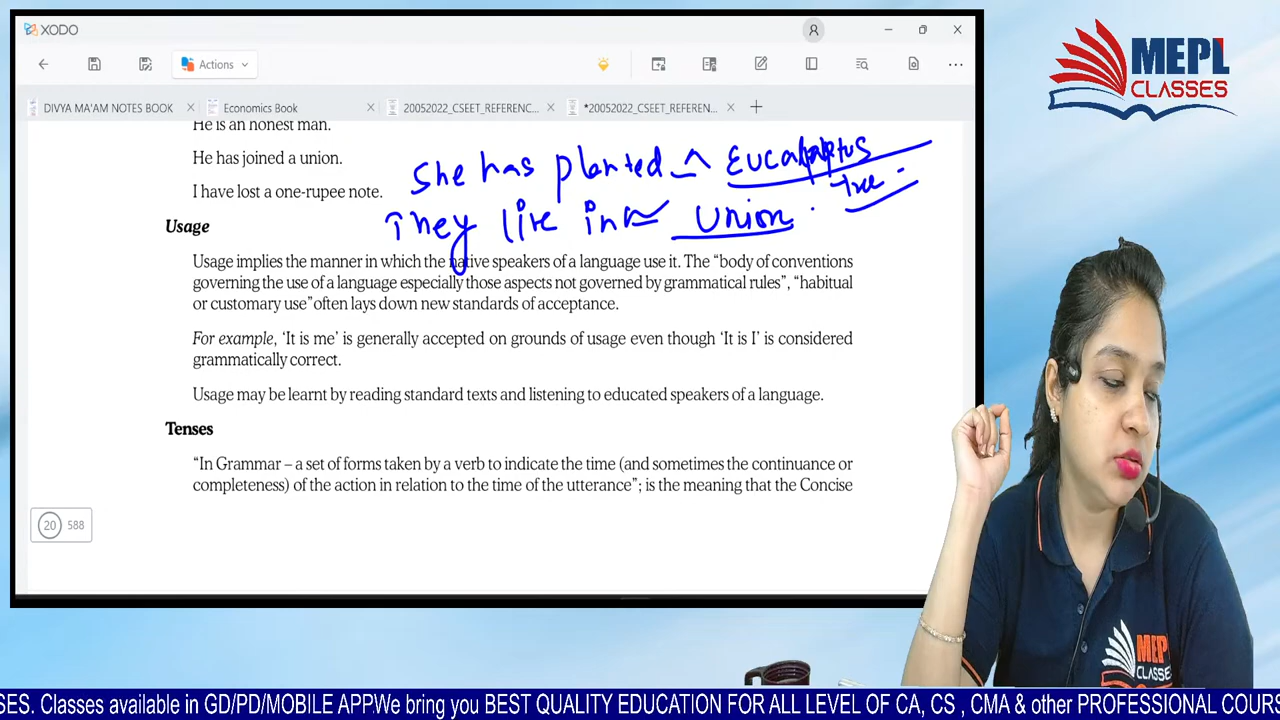 XODO
MEPL
CLASSES
Actions
DIVYA MA'AM NOTES BOOK
Economics Book
20052022_CSEET_REFERENC...
*20052022_CSEET_REFEREN...
He is an honest man.
He has joined a union.
I have lost a one-rupee note.
She has planted Eucalaptus
Tree.
They live in Union.
Usage
Usage implies the manner in which the native speakers of a language use it. The “body of conventions
governing the use of a language especially those aspects not governed by grammatical rules”, “habitual
or customary use” often lays down new standards of acceptance.
For example, ‘It is me’ is generally accepted on grounds of usage even though ‘It is I’ is considered
grammatically correct.
Usage may be learnt by reading standard texts and listening to educated speakers of a language.
Tenses
“In Grammar – a set of forms taken by a verb to indicate the time (and sometimes the continuance or
completeness) of the action in relation to the time of the utterance”; is the meaning that the Concise
20 588
MEPL
CLASSES
MEPL
CLASSES
SES. Classes available in GD/PD/MOBILE APPWe bring you BEST QUALITY EDUCATION FOR ALL LEVEL OF CA, CS , CMA & other PROFESSIONAL COURS